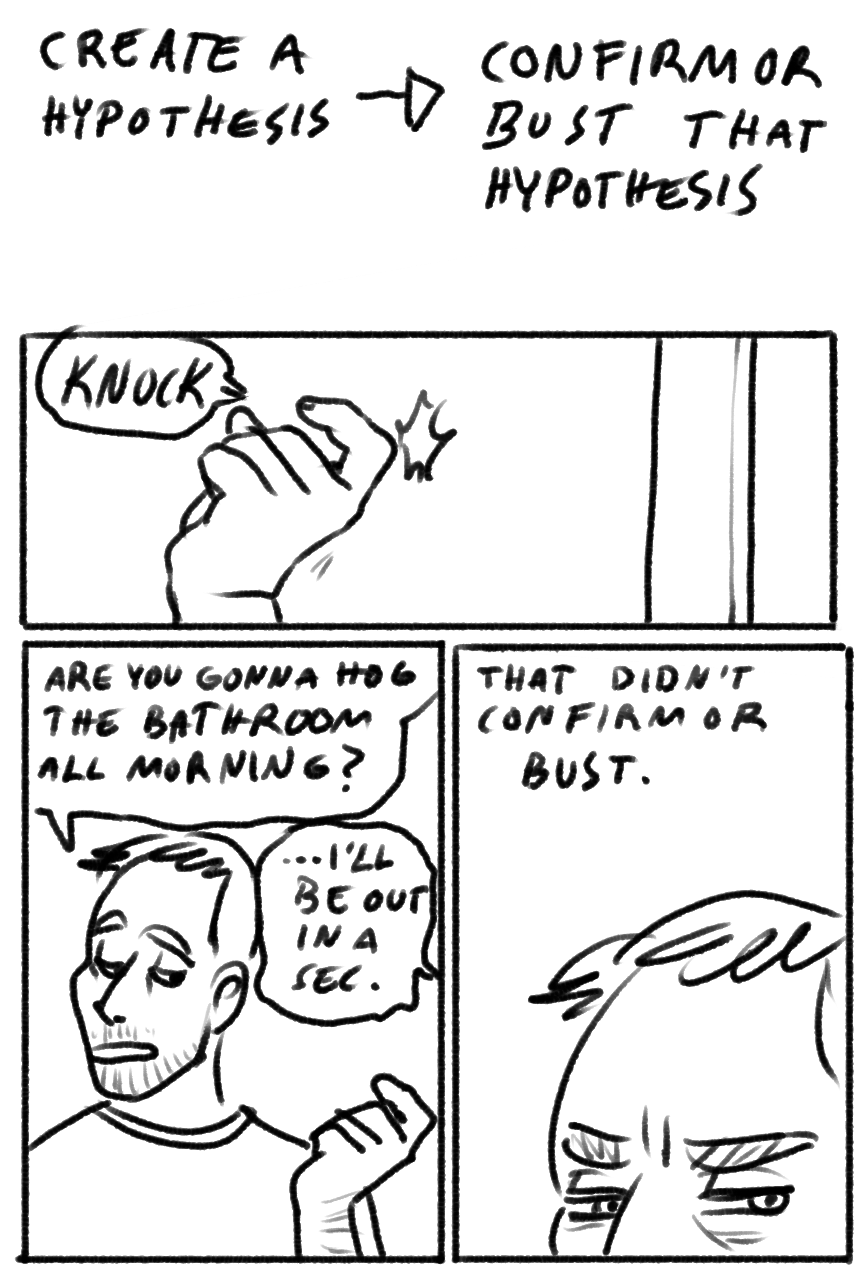 CREATE A
HYPOTHESIS
CONFIRM OR
BUST THAT
HYPOTHESIS
KNOCK
ARE YOU GONNA HOG
THE BATHROOM
ALL MORNING?
...I'LL
BE OUT
IN A
SEC.
THAT DIDN'T
CONFIRM OR
BUST.